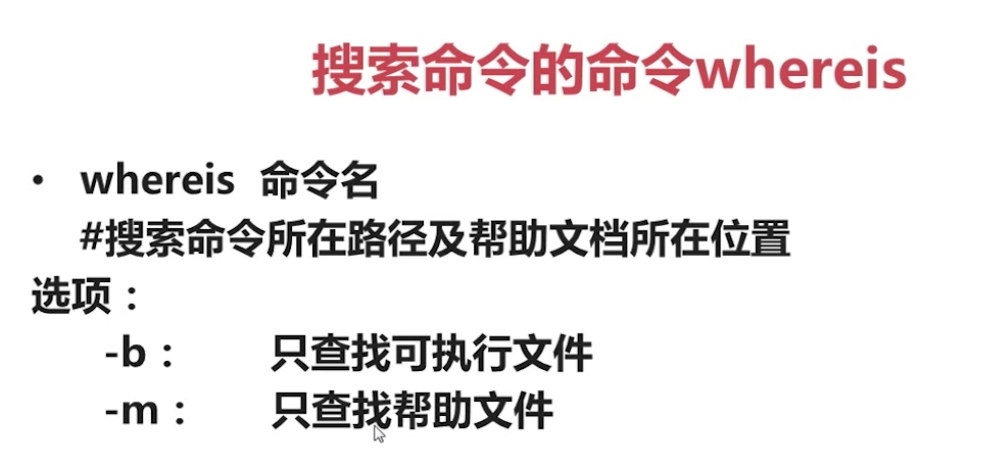 搜索命令的命令whereis
• whereis 命令名
#搜索命令所在路径及帮助文档所在位置
选项：
-b： 只查找可执行文件
-m： 只查找帮助文件